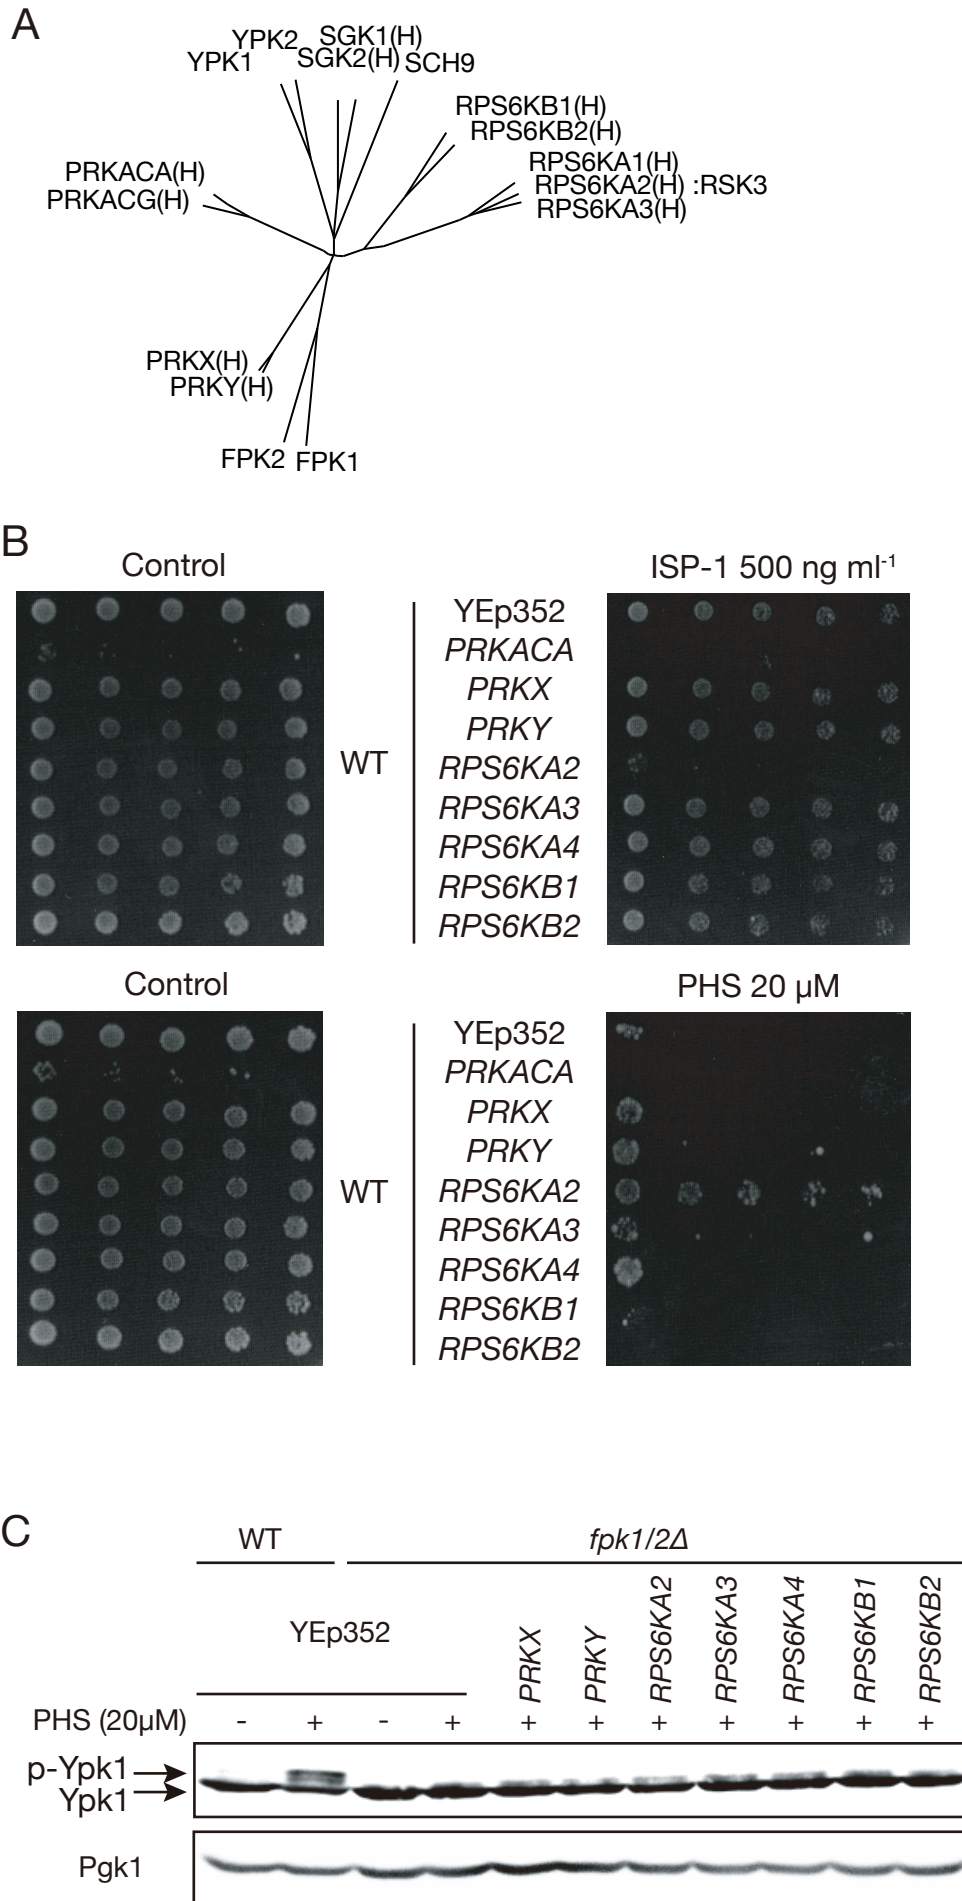 A
YPK2 SGK1(H)
YPK1 SGK2(H) SCH9
RPS6KB1(H)
RPS6KB2(H)
RPS6KA1(H)
PRKACA(H) RPS6KA2(H) :RSK3
PRKACG(H) RPS6KA3(H)
PRKX(H)
PRKY(H)
FPK2 FPK1
B
Control ISP-1 500 ng ml-1
YEp352
PRKACA
PRKX
PRKY
WT
RPS6KA2
RPS6KA3
RPS6KA4
RPS6KB1
RPS6KB2
Control PHS 20 µM
YEp352
PRKACA
PRKX
PRKY
WT RPS6KA2
RPS6KA3
RPS6KA4
RPS6KB1
RPS6KB2
C
WT fpk1/2Δ
YEp352 PRKX PRKY RPS6KA2 RPS6KA3 RPS6KA4 RPS6KB1 RPS6KB2
PHS (20µM) - + - + + + + + + + +
p-Ypk1
Ypk1
Pgk1